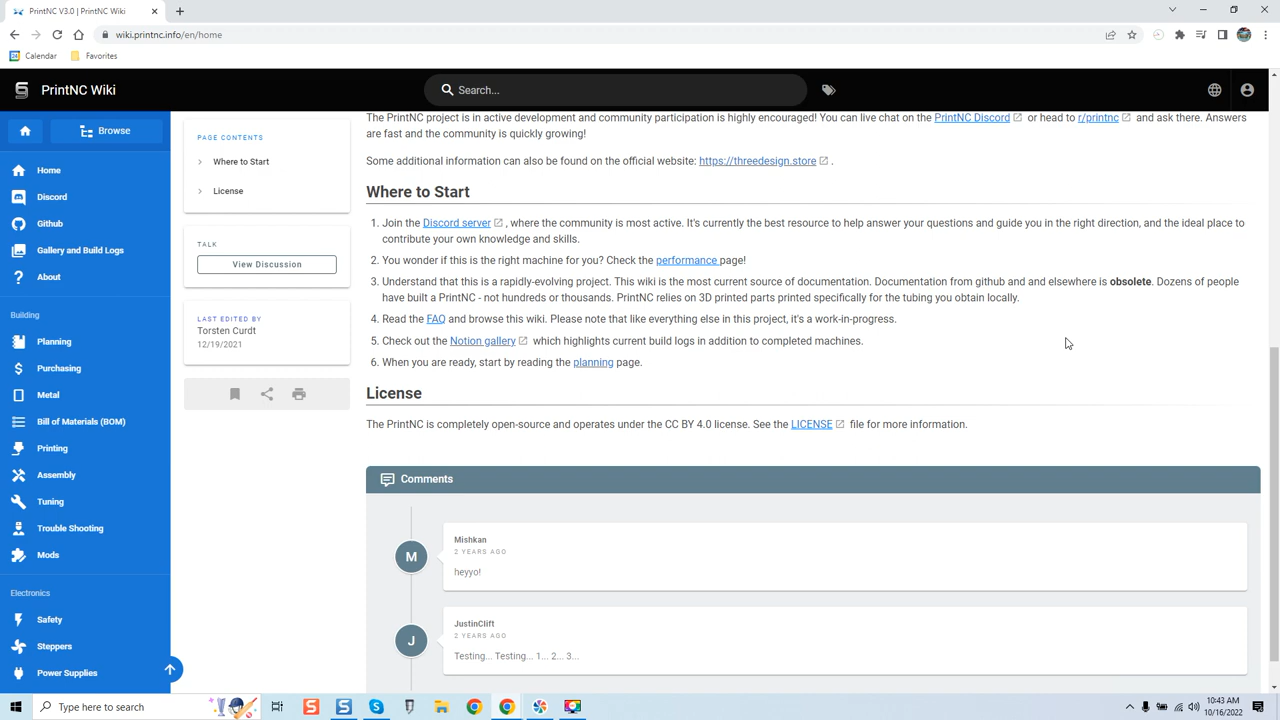 PrintNC V3.0 | PrintNC Wiki
wiki.printnc.info/en/home
Calendar
Favorites
PrintNC Wiki
Search...
Browse
Home
Discord
Github
Gallery and Build Logs
About
Building
Planning
Purchasing
Metal
Bill of Materials (BOM)
Printing
Assembly
Tuning
Trouble Shooting
Mods
Electronics
Safety
Steppers
Power Supplies
PAGE CONTENTS
Where to Start
License
TALK
View Discussion
LAST EDITED BY
Torsten Curdt
12/19/2021
The PrintNC project is in active development and community participation is highly encouraged! You can live chat on the PrintNC Discord or head to r/printnc and ask there. Answers
are fast and the community is quickly growing!
Some additional information can also be found on the official website: https://threedesign.store .
Where to Start
1. Join the Discord server , where the community is most active. It's currently the best resource to help answer your questions and guide you in the right direction, and the ideal place to
contribute your own knowledge and skills.
2. You wonder if this is the right machine for you? Check the performance page!
3. Understand that this is a rapidly-evolving project. This wiki is the most current source of documentation. Documentation from github and and elsewhere is obsolete. Dozens of people
have built a PrintNC - not hundreds or thousands. PrintNC relies on 3D printed parts printed specifically for the tubing you obtain locally.
4. Read the FAQ and browse this wiki. Please note that like everything else in this project, it's a work-in-progress.
5. Check out the Notion gallery which highlights current build logs in addition to completed machines.
6. When you are ready, start by reading the planning page.
License
The PrintNC is completely open-source and operates under the CC BY 4.0 license. See the LICENSE file for more information.
Comments
M
Mishkan
2 YEARS AGO
heyyo!
J
JustinClift
2 YEARS AGO
Testing... Testing... 1... 2... 3...
Type here to search
10:43 AM
10/16/2022